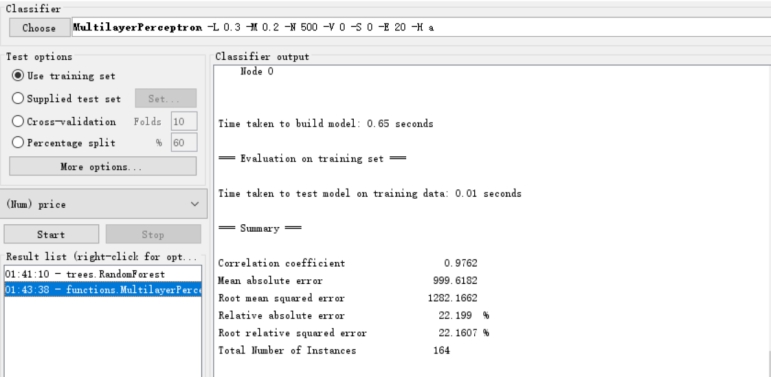 Classifier
Choose MultilayerPerceptron -L 0.3 -M 0.2 -N 500 -V 0 -S 0 -E 20 -H a
Test options
Use training set
Supplied test set Set...
Cross-validation Folds 10
Percentage split % 60
More options...
(Num) price
Start Stop
Result list (right-click for opt...
01:41:10 - trees.RandomForest
01:43:38 - functions.MultilayerPerce
Classifier output
Node 0
Time taken to build model: 0.65 seconds
=== Evaluation on training set ===
Time taken to test model on training data: 0.01 seconds
=== Summary ===
Correlation coefficient 0.9762
Mean absolute error 999.6182
Root mean squared error 1282.1662
Relative absolute error 22.199 %
Root relative squared error 22.1607 %
Total Number of Instances 164